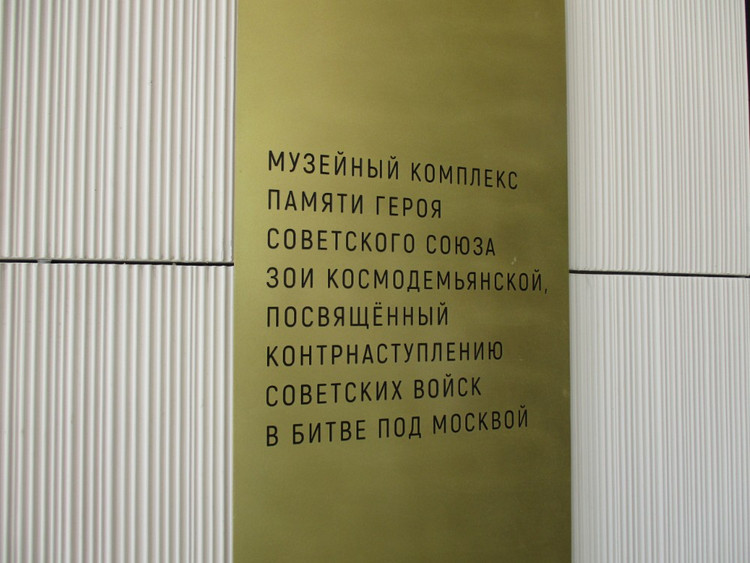 МУЗЕЙНЫЙ КОМПЛЕКС
ПАМЯТИ ГЕРОЯ
СОВЕТСКОГО СОЮЗА
ЗОИ КОСМОДЕМЬЯНСКОЙ,
ПОСВЯЩЁННЫЙ
КОНТРНАСТУПЛЕНИЮ
СОВЕТСКИХ ВОЙСК
В БИТВЕ ПОД МОСКВОЙ